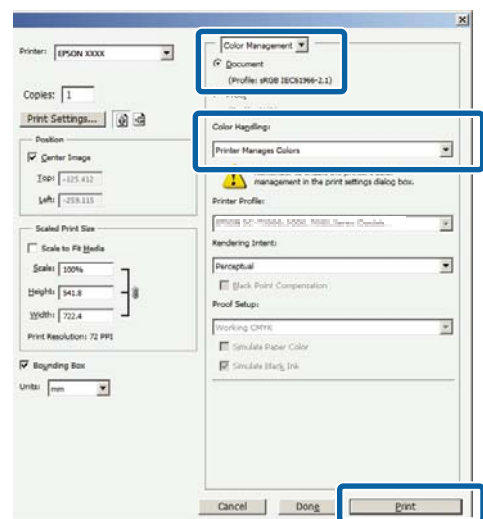 Printer: EPSON XXXX
Copies: 1
Print Settings...
Position
Center Image
Top: -125.412
Left: -259.115
Scaled Print Size
Scale to Fit Media
Scale: 100%
Height: 541.8
Width: 722.4
Print Resolution: 72 PPI
Bounding Box
Units: mm
Color Management
Document
(Profile: sRGB IEC61966-2.1)
Color Handling:
Printer Manages Colors
management in the print settings dialog box.
Printer Profile:
Rendering Intent:
Perceptual
Black Point Compensation
Proof Setup:
Working CMYK
Simulate Paper Color
Simulate Black Ink
Cancel
Done
Print